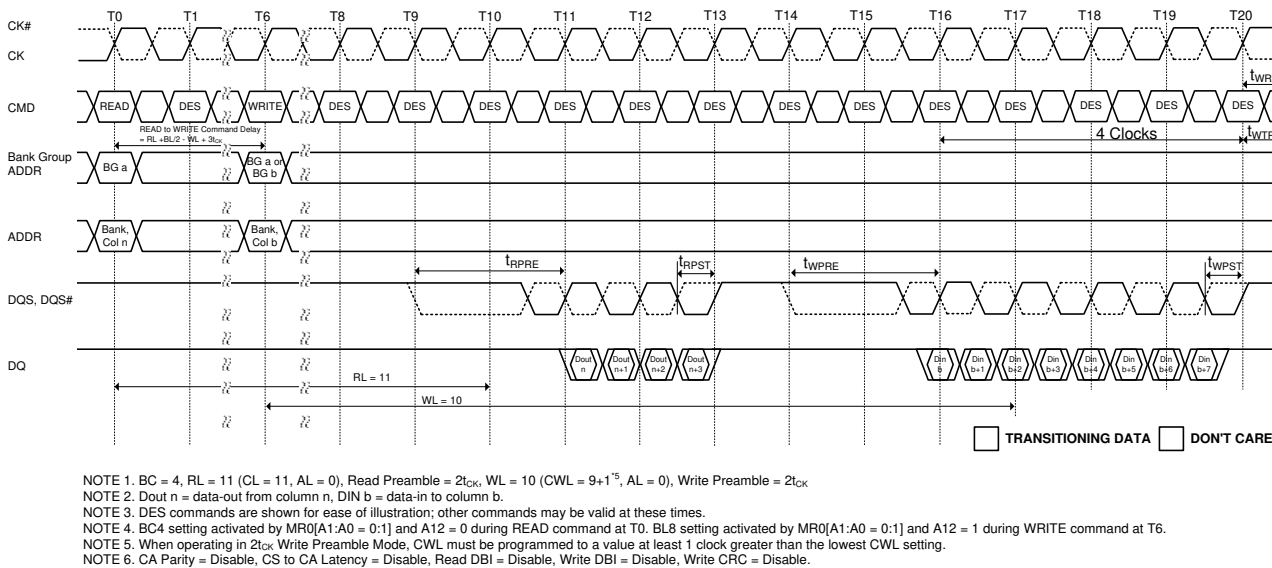 T0 T1 T6 T8 T9 T10 T11 T12 T13 T14 T15 T16 T17 T18 T19 T20
CK#
CK
CMD READ DES WRITE DES DES DES DES DES DES DES DES DES DES DES DES DES
tWR
READ to WRITE Command Delay
= RL +BL/2 - WL + 3tCK
4 Clocks
Bank Group
ADDR
BG a
BG a or
BG b
ADDR
Bank,
Col n
Bank,
Col b
tRPRE tRPST tWPRE tWPST
DQS, DQS#
DQ
Dout
n
Dout
n+1
Dout
n+2
Dout
n+3
Din
b
Din
b+1
Din
b+2
Din
b+3
Din
b+4
Din
b+5
Din
b+6
Din
b+7
RL = 11
WL = 10
TRANSITIONING DATA DON'T CARE
NOTE 1. BC = 4, RL = 11 (CL = 11, AL = 0), Read Preamble = 2tCK, WL = 10 (CWL = 9+1*5, AL = 0), Write Preamble = 2tCK
NOTE 2. Dout n = data-out from column n, DIN b = data-in to column b.
NOTE 3. DES commands are shown for ease of illustration; other commands may be valid at these times.
NOTE 4. BC4 setting activated by MR0[A1:A0 = 0:1] and A12 = 0 during READ command at T0. BL8 setting activated by MR0[A1:A0 = 0:1] and A12 = 1 during WRITE command at T6.
NOTE 5. When operating in 2tCK Write Preamble Mode, CWL must be programmed to a value at least 1 clock greater than the lowest CWL setting.
NOTE 6. CA Parity = Disable, CS to CA Latency = Disable, Read DBI = Disable, Write DBI = Disable, Write CRC = Disable.